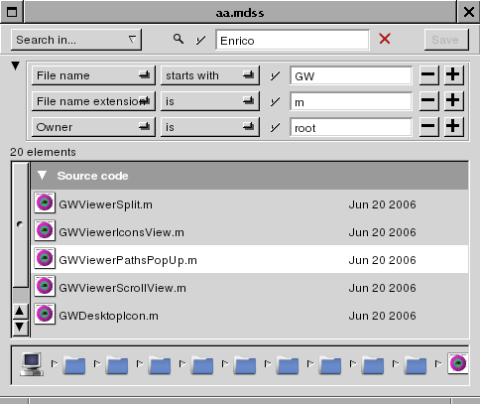 aa.mdss
Search in... Enrico Save
File name starts with GW
File name extension is m
Owner is root
20 elements
Source code
GWViewerSplit.m Jun 20 2006
GWViewerIconsView.m Jun 20 2006
GWViewerPathsPopUp.m Jun 20 2006
GWViewerScrollView.m Jun 20 2006
GWDesktopIcon.m Jun 20 2006